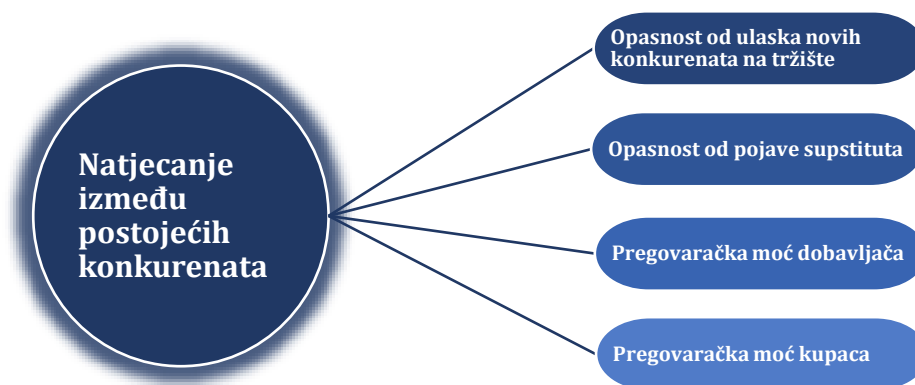 Natjecanje
između
postojećih
konkurenata
Opasnost od ulaska novih
konkurenata na tržište
Opasnost od pojave supstituta
Pregovaračka moć dobavljača
Pregovaračka moć kupaca